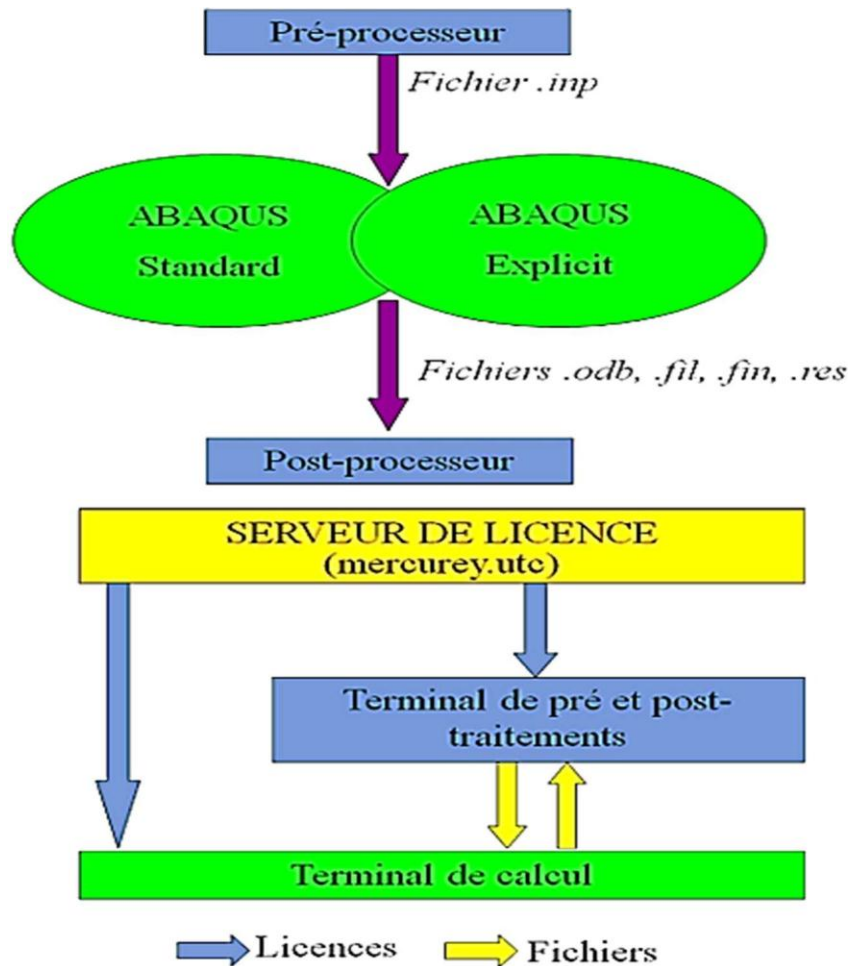 Pré-processeur
Fichier .inp
ABAQUS
Standard
ABAQUS
Explicit
Fichiers .odb, .fil, .fin, .res
Post-processeur
SERVEUR DE LICENCE
(mercurey.utc)
Terminal de pré et post-
traitements
Terminal de calcul
Licences
Fichiers